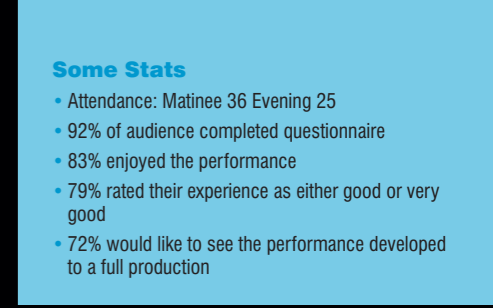 Some Stats
• Attendance: Matinee 36 Evening 25
• 92% of audience completed questionnaire
• 83% enjoyed the performance
• 79% rated their experience as either good or very
good
• 72% would like to see the performance developed
to a full production